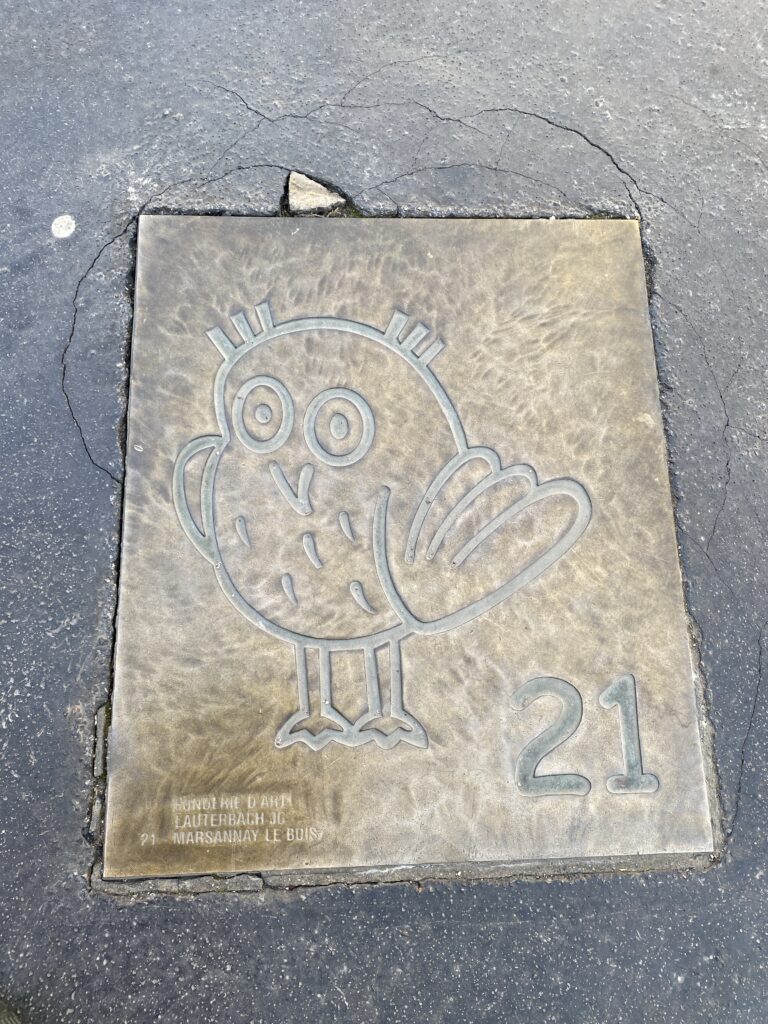 21
FONDERIE D'ART
LAUTERBACH JC
21 MARSANNAY LE BOIS